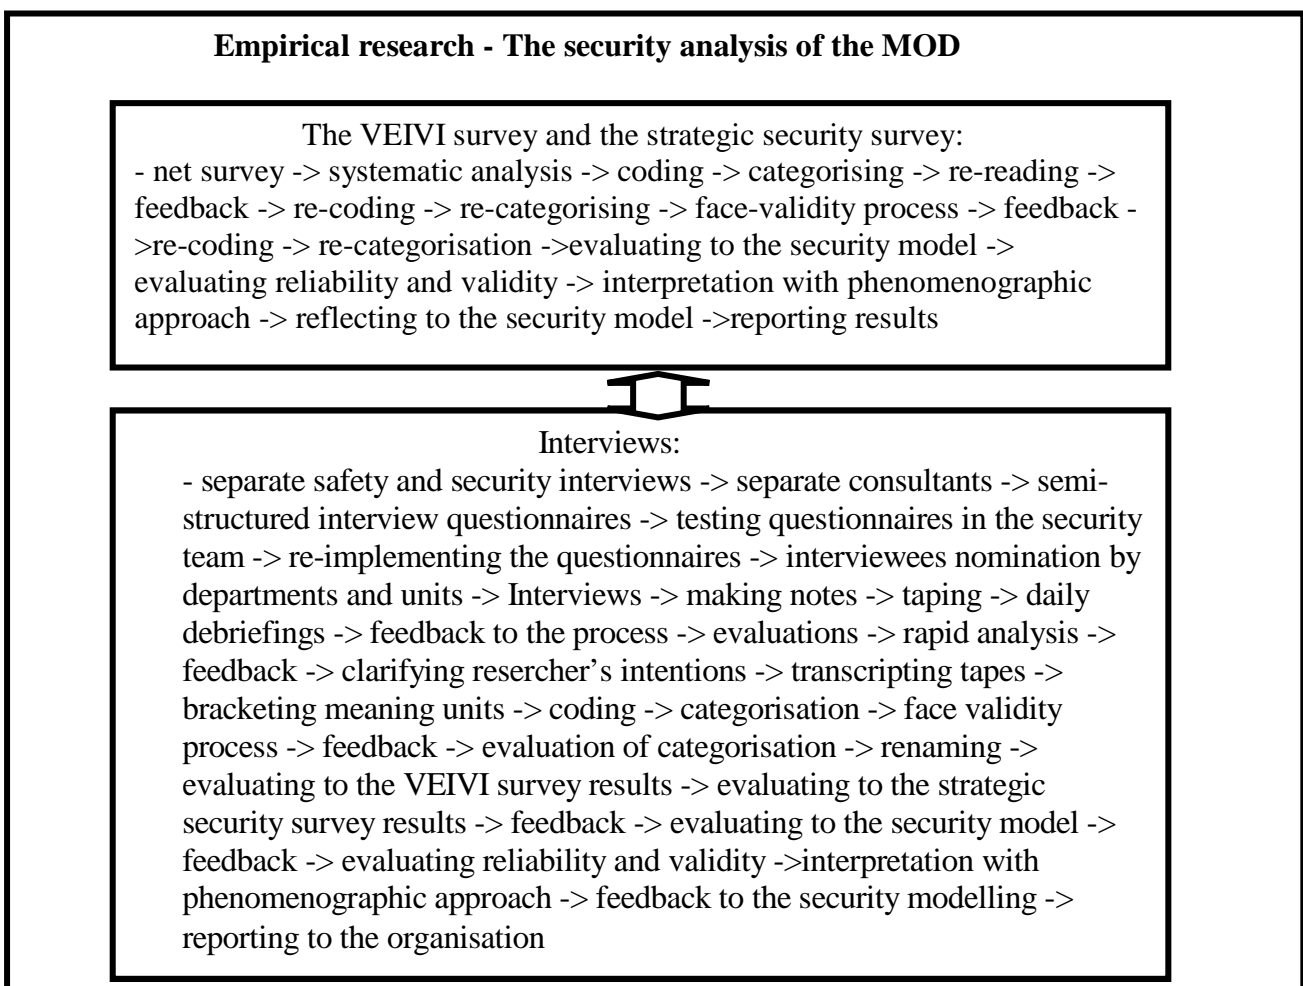 Empirical research - The security analysis of the MOD
The VEIVI survey and the strategic security survey:
- net survey -> systematic analysis -> coding -> categorising -> re-reading ->
feedback -> re-coding -> re-categorising -> face-validity process -> feedback -
>re-coding -> re-categorisation ->evaluating to the security model ->
evaluating reliability and validity -> interpretation with phenomenographic
approach -> reflecting to the security model ->reporting results
Interviews:
- separate safety and security interviews -> separate consultants -> semi-
structured interview questionnaires -> testing questionnaires in the security
team -> re-implementing the questionnaires -> interviewees nomination by
departments and units -> Interviews -> making notes -> taping -> daily
debriefings -> feedback to the process -> evaluations -> rapid analysis ->
feedback -> clarifying resercher's intentions -> transcripting tapes ->
bracketing meaning units -> coding -> categorisation -> face validity
process -> feedback -> evaluation of categorisation -> renaming ->
evaluating to the VEIVI survey results -> evaluating to the strategic
security survey results -> feedback -> evaluating to the security model ->
feedback -> evaluating reliability and validity ->interpretation with
phenomenographic approach -> feedback to the security modelling ->
reporting to the organisation